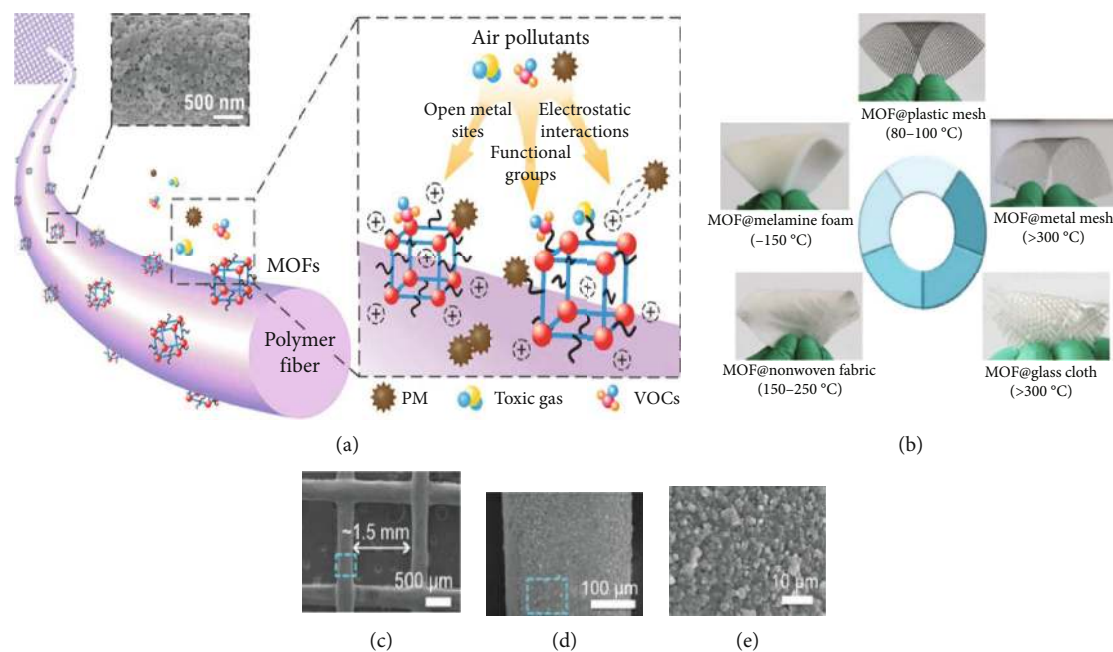 500 nm
MOFs
Polymer
fiber
Air pollutants
Open metal
sites
Electrostatic
interactions
Functional
groups
PM
Toxic gas
VOCs
(a)
MOF@plastic mesh
(80–100 °C)
MOF@melamine foam
(~150 °C)
MOF@metal mesh
(>300 °C)
MOF@nonwoven fabric
(150–250 °C)
MOF@glass cloth
(>300 °C)
(b)
~1.5 mm
500 μm
(c)
100 μm
(d)
10 μm
(e)